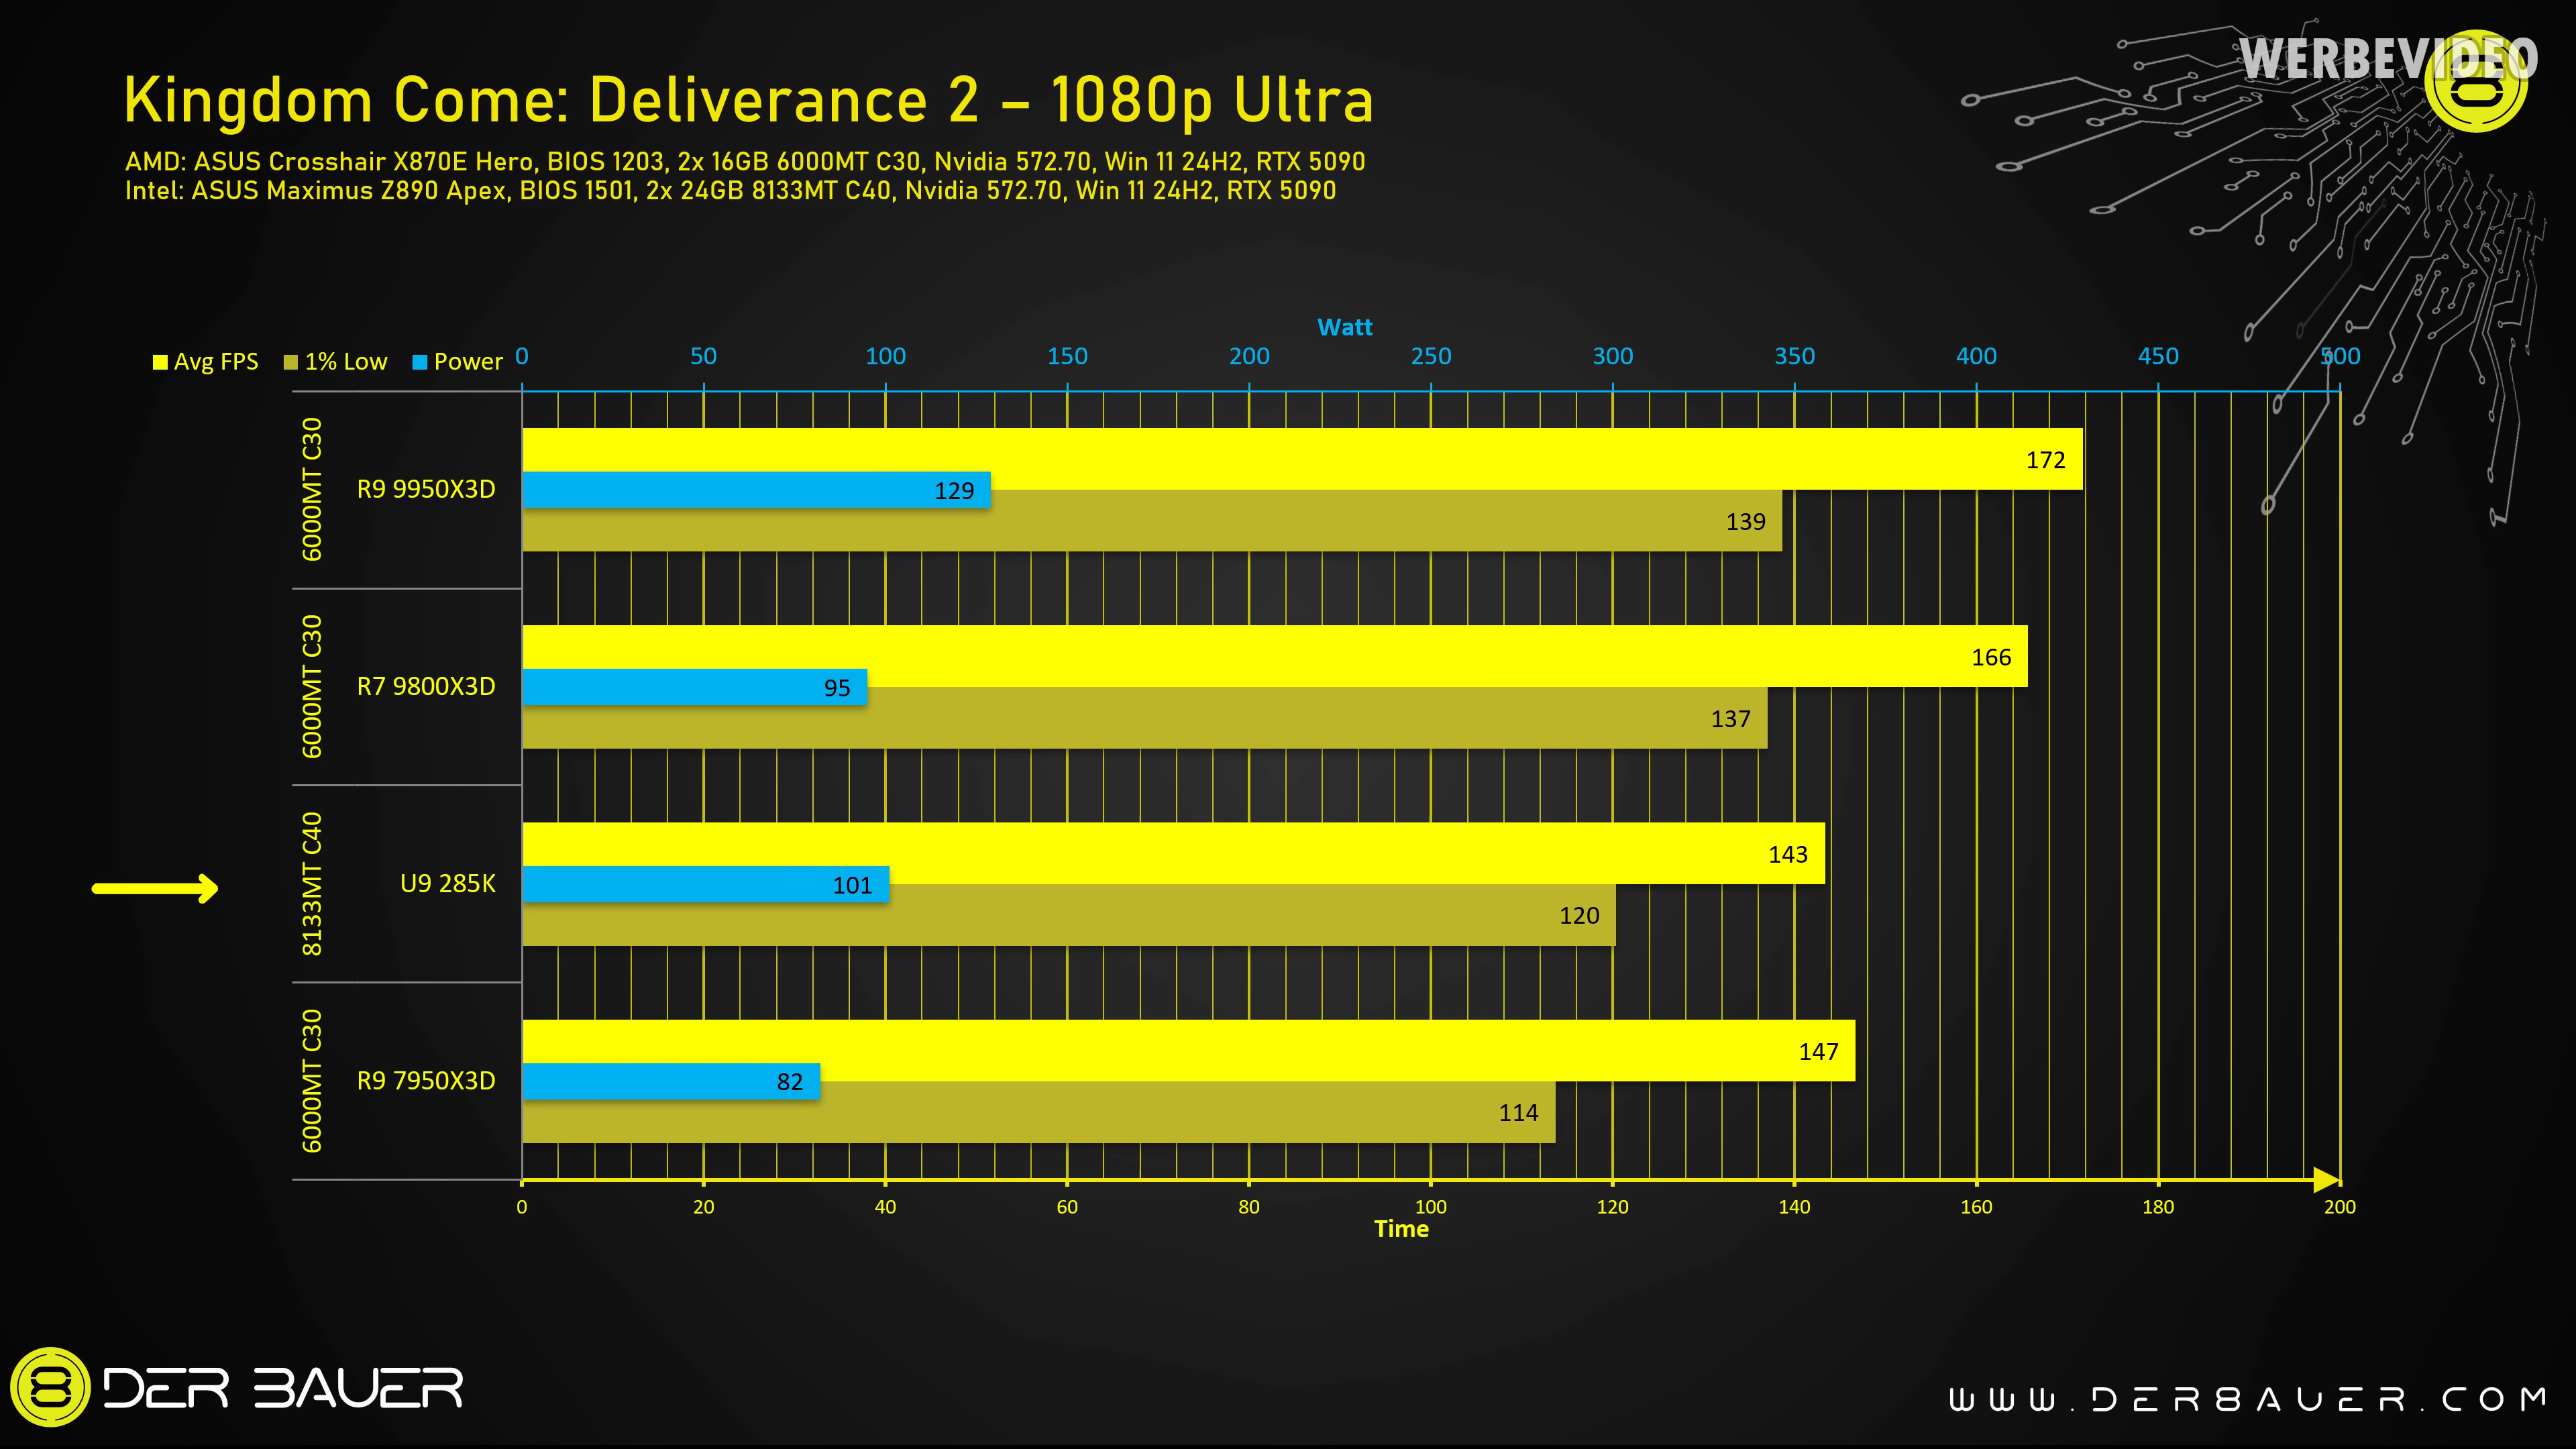 WERBEVIDEO
Kingdom Come: Deliverance 2 – 1080p Ultra
AMD: ASUS Crosshair X870E Hero, BIOS 1203, 2x 16GB 6000MT C30, Nvidia 572.70, Win 11 24H2, RTX 5090
Intel: ASUS Maximus Z890 Apex, BIOS 1501, 2x 24GB 8133MT C40, Nvidia 572.70, Win 11 24H2, RTX 5090
Watt
Avg FPS 1% Low Power
0 50 100 150 200 250 300 350 400 450 500
6000MT C30
R9 9950X3D
172
129
139
6000MT C30
R7 9800X3D
166
95
137
8133MT C40
U9 285K
143
101
120
6000MT C30
R9 7950X3D
147
82
114
0 20 40 60 80 100 120 140 160 180 200
Time
DER 8AUER
WWW.DER8AUER.COM